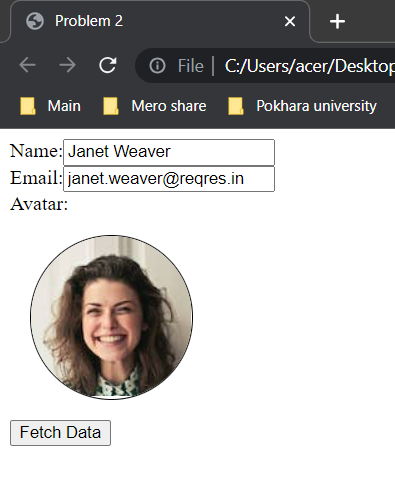 Problem 2
File | C:/Users/acer/Desktop
Main Mero share Pokhara university
Name: Janet Weaver
Email: janet.weaver@reqres.in
Avatar:
Fetch Data